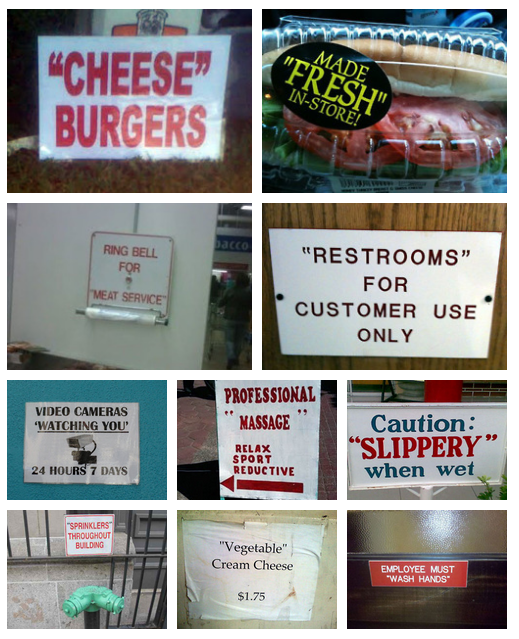 "CHEESE"
BURGERS
MADE
"FRESH"
IN-STORE!
RING BELL
FOR
"MEAT SERVICE"
"RESTROOMS"
FOR
CUSTOMER USE
ONLY
VIDEO CAMERAS
'WATCHING YOU'
24 HOURS 7 DAYS
PROFESSIONAL
" MASSAGE "
RELAX
SPORT
REDUCTIVE
Caution:
"SLIPPERY"
when wet
"SPRINKLERS"
THROUGHOUT
BUILDING
"Vegetable"
Cream Cheese
$1.75
EMPLOYEE MUST
"WASH HANDS"